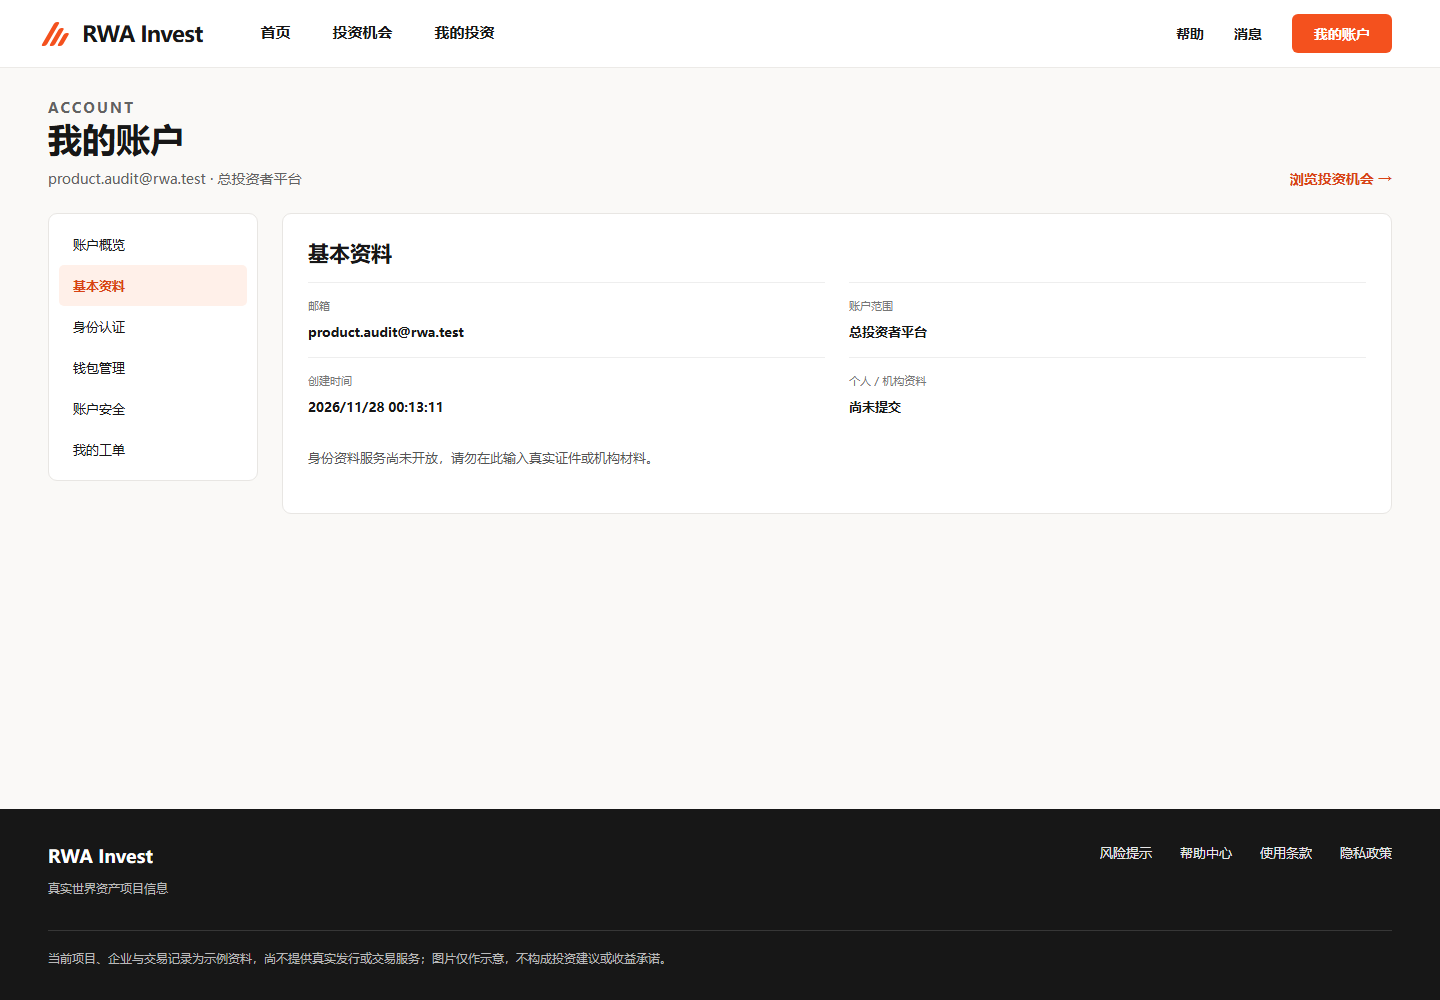 RWA Invest 首页 投资机会 我的投资 帮助 消息 我的账户
ACCOUNT
我的账户
product.audit@rwa.test · 总投资者平台 浏览投资机会 →
账户概览
基本资料
身份认证
钱包管理
账户安全
我的工单
基本资料
邮箱 账户范围
product.audit@rwa.test 总投资者平台
创建时间 个人 / 机构资料
2026/11/28 00:13:11 尚未提交
身份资料服务尚未开放，请勿在此输入真实证件或机构材料。
RWA Invest 风险提示 帮助中心 使用条款 隐私政策
真实世界资产项目信息
当前项目、企业与交易记录为示例资料，尚不提供真实发行或交易服务；图片仅作示意，不构成投资建议或收益承诺。